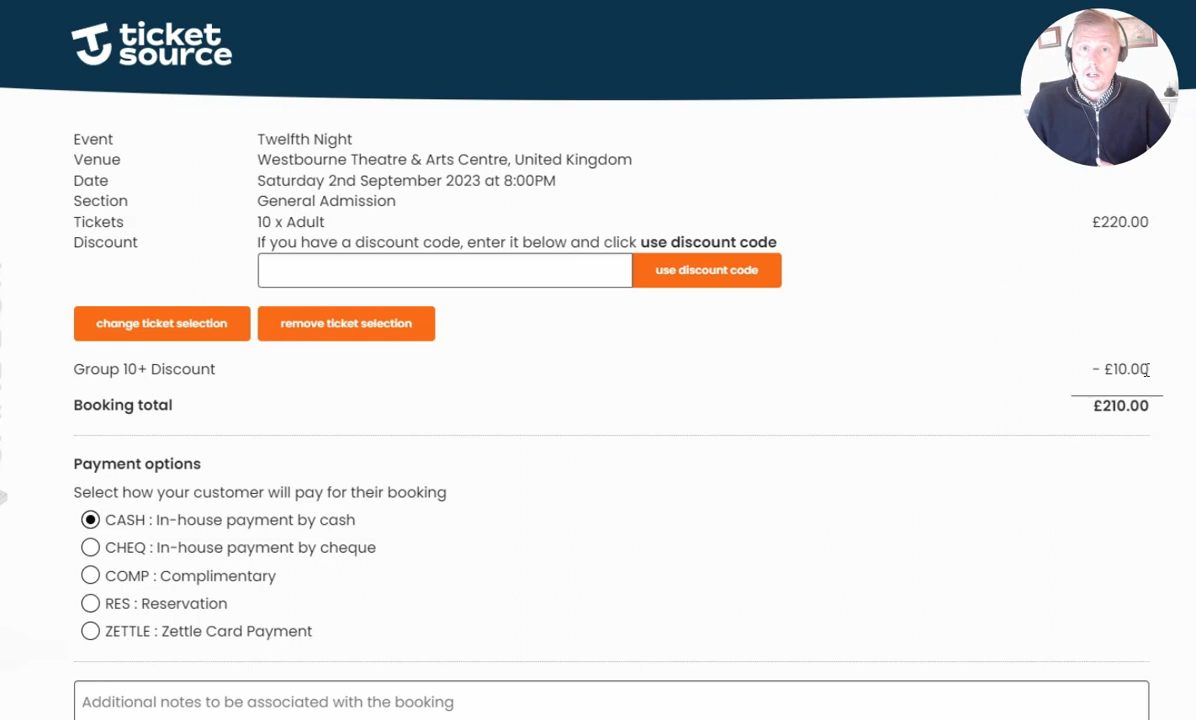 ticket
source
Event Twelfth Night
Venue Westbourne Theatre & Arts Centre, United Kingdom
Date Saturday 2nd September 2023 at 8:00PM
Section General Admission
Tickets 10 x Adult £220.00
Discount If you have a discount code, enter it below and click use discount code
use discount code
change ticket selection remove ticket selection
Group 10+ Discount - £10.00
Booking total £210.00
Payment options
Select how your customer will pay for their booking
CASH : In-house payment by cash
CHEQ : In-house payment by cheque
COMP : Complimentary
RES : Reservation
ZETTLE : Zettle Card Payment
Additional notes to be associated with the booking